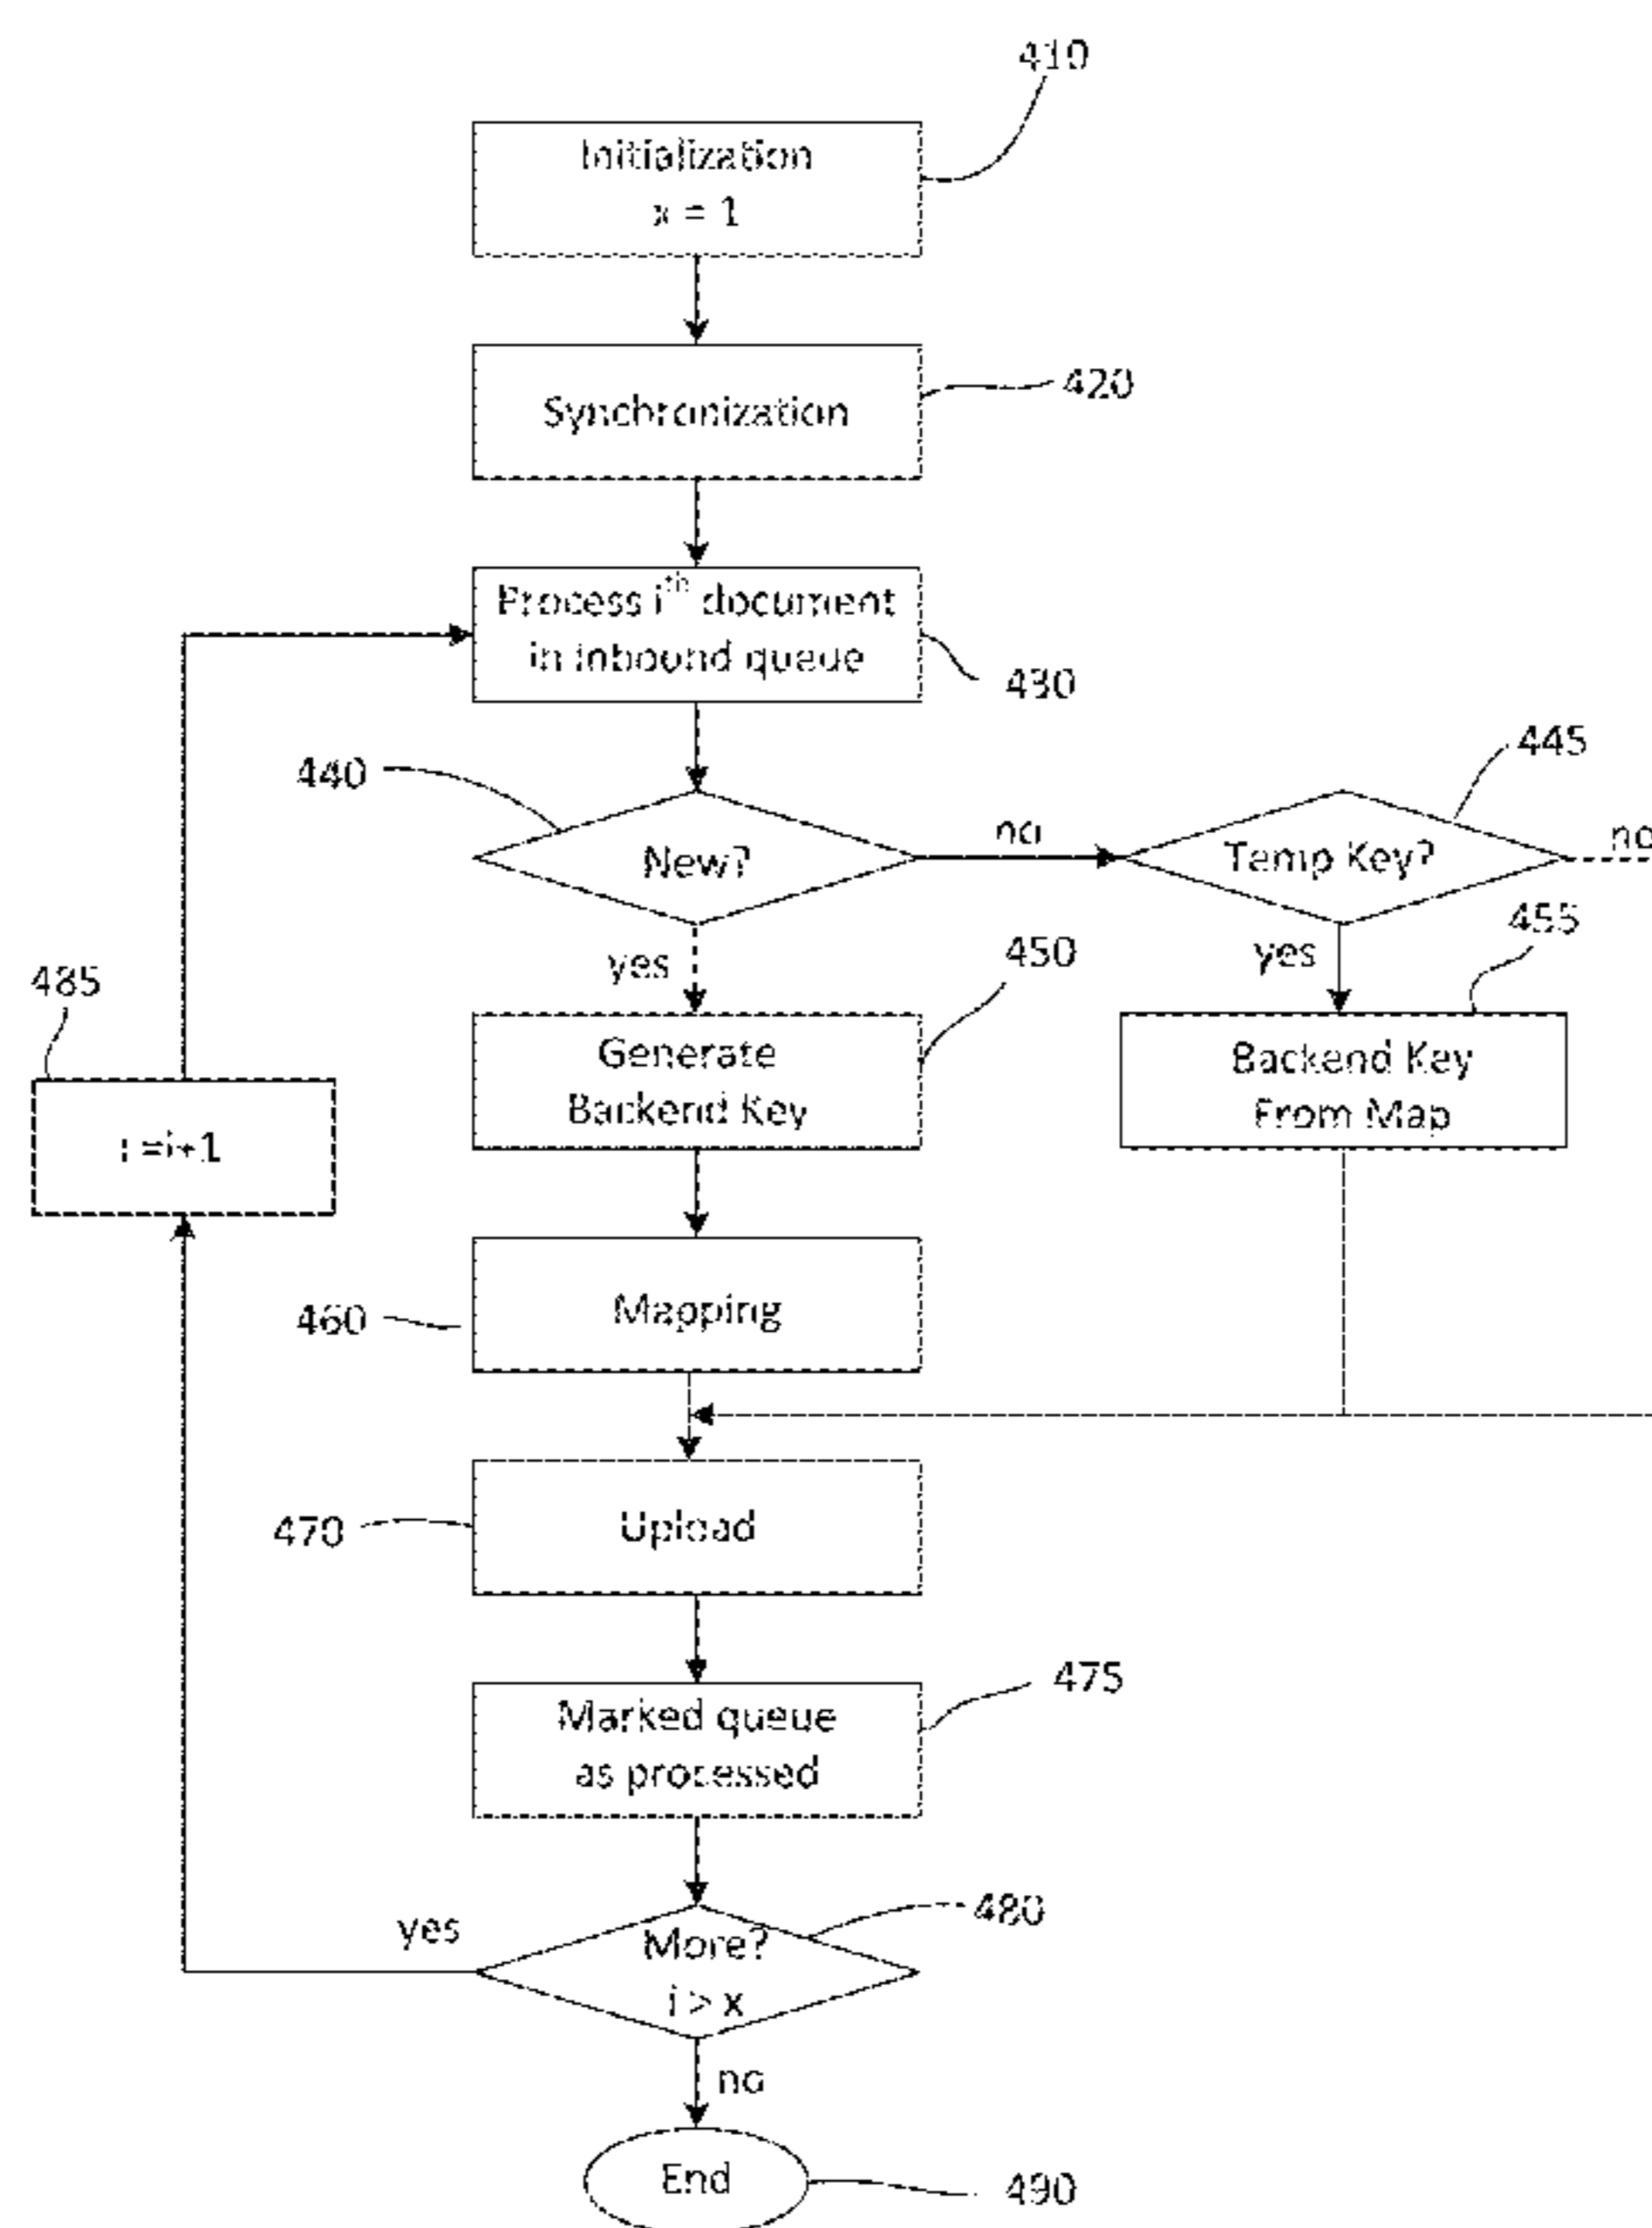 410
Initialization
x = 1
Synchronization
420
Process ith document
in inbound queue
430
440
New?
no
Temp Key?
445
no
yes
450
yes
455
485
Generate
Backend Key
Backend Key
From Map
i =i+1
460
Mapping
470
Upload
475
Marked queue
as processed
480
yes
More?
i > x
no
End
490